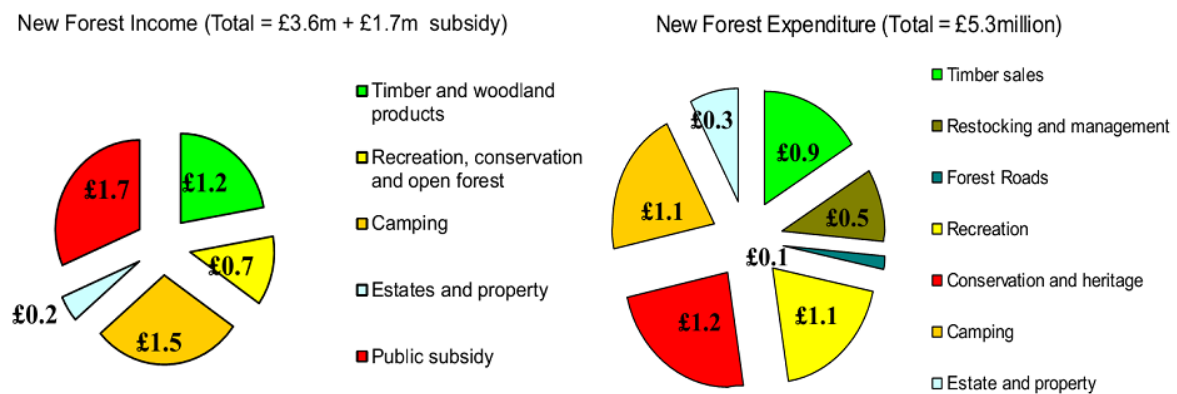 New Forest Income (Total = £3.6m + £1.7m  subsidy)
£1.7
£1.2
£0.7
£0.2
£1.5
Timber and woodland
products
Recreation, conservation
and open forest
Camping
Estates and property
Public subsidy
New Forest Expenditure (Total = £5.3million)
£0.3
£0.9
£1.1
£0.5
£0.1
£1.2
£1.1
Timber sales
Restocking and management
Forest Roads
Recreation
Conservation and heritage
Camping
Estate and property